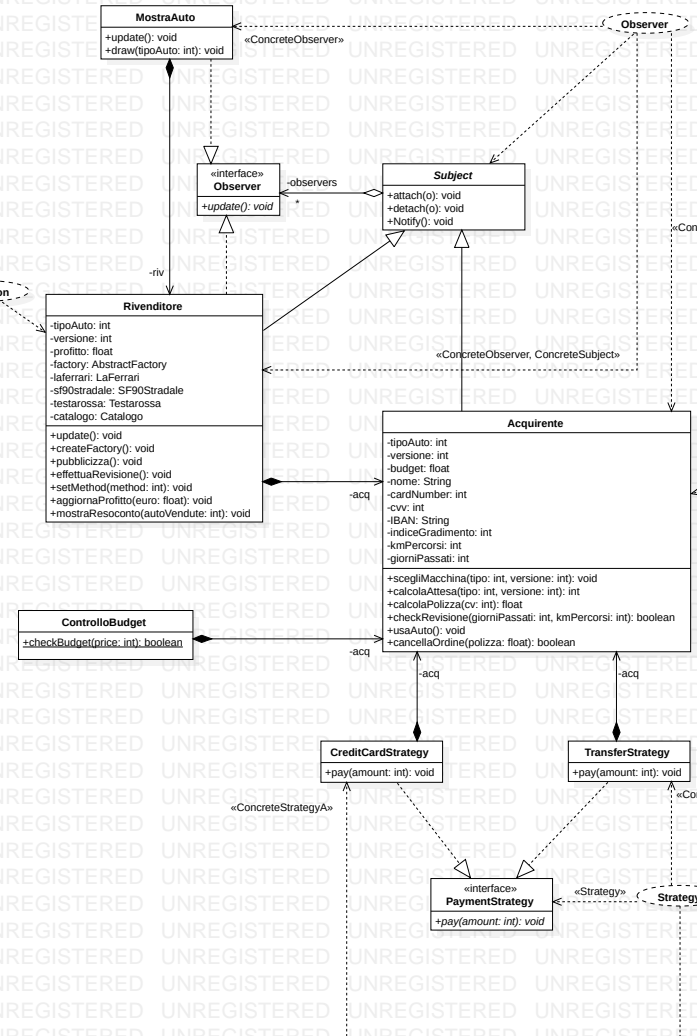 MostraAuto
+update(): void
+draw(tipoAuto: int): void
Observer
«ConcreteObserver»
«interface»
Observer
+update(): void
-observers
*
Subject
+attach(o): void
+detach(o): void
+Notify(): void
«Con
-riv
on
Rivenditore
-tipoAuto: int
-versione: int
-profitto: float
-factory: AbstractFactory
-laferrari: LaFerrari
-sf90stradale: SF90Stradale
-testarossa: Testarossa
-catalogo: Catalogo
+update(): void
+createFactory(): void
+pubblicizza(): void
+effettuaRevisione(): void
+setMethod(method: int): void
+aggiornaProfitto(euro: float): void
+mostraResoconto(autoVendute: int): void
«ConcreteObserver, ConcreteSubject»
-acq
Acquirente
-tipoAuto: int
-versione: int
-budget: float
-nome: String
-cardNumber: int
-cvv: int
-IBAN: String
-indiceGradimento: int
-kmPercorsi: int
-giorniPassati: int
+scegliMacchina(tipo: int, versione: int): void
+calcolaAttesa(tipo: int, versione: int): int
+calcolaPolizza(cv: int): float
+checkRevisione(giorniPassati: int, kmPercorsi: int): boolean
+usaAuto(): void
+cancellaOrdine(polizza: float): boolean
ControlloBudget
+checkBudget(price: int): boolean
-acq
-acq
-acq
CreditCardStrategy
+pay(amount: int): void
TransferStrategy
+pay(amount: int): void
«ConcreteStrategyA»
«Co
«interface»
PaymentStrategy
+pay(amount: int): void
«Strategy»
Strategy